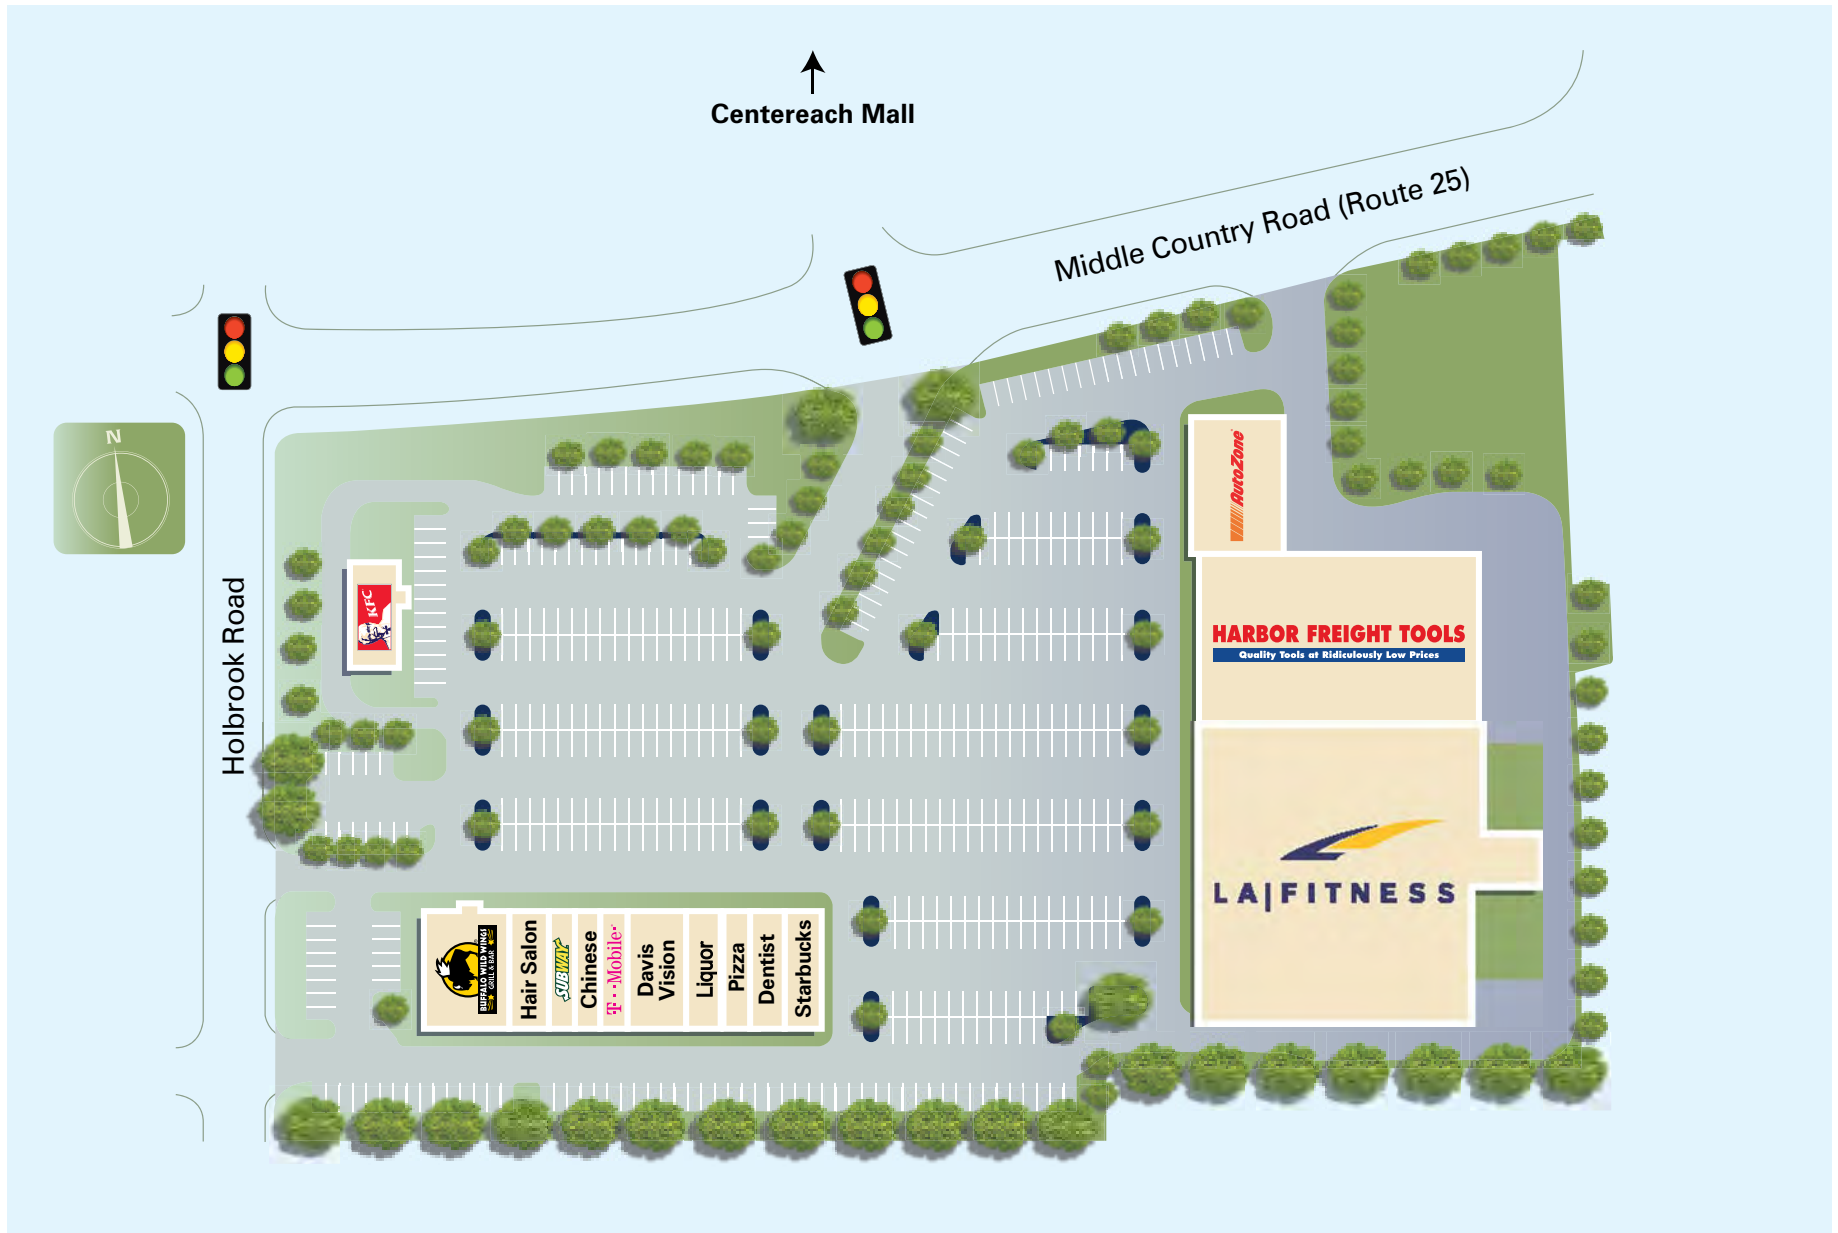 Centereach Mall
Middle Country Road (Route 25)
N
Holbrook Road
KFC
AutoZone
HARBOR FREIGHT TOOLS
Quality Tools at Ridiculously Low Prices
LA|FITNESS
BUFFALO WILD WINGS
GRILL & BAR
Hair Salon
SUBWAY
Chinese
T··Mobile·
Davis
Vision
Liquor
Pizza
Dentist
Starbucks